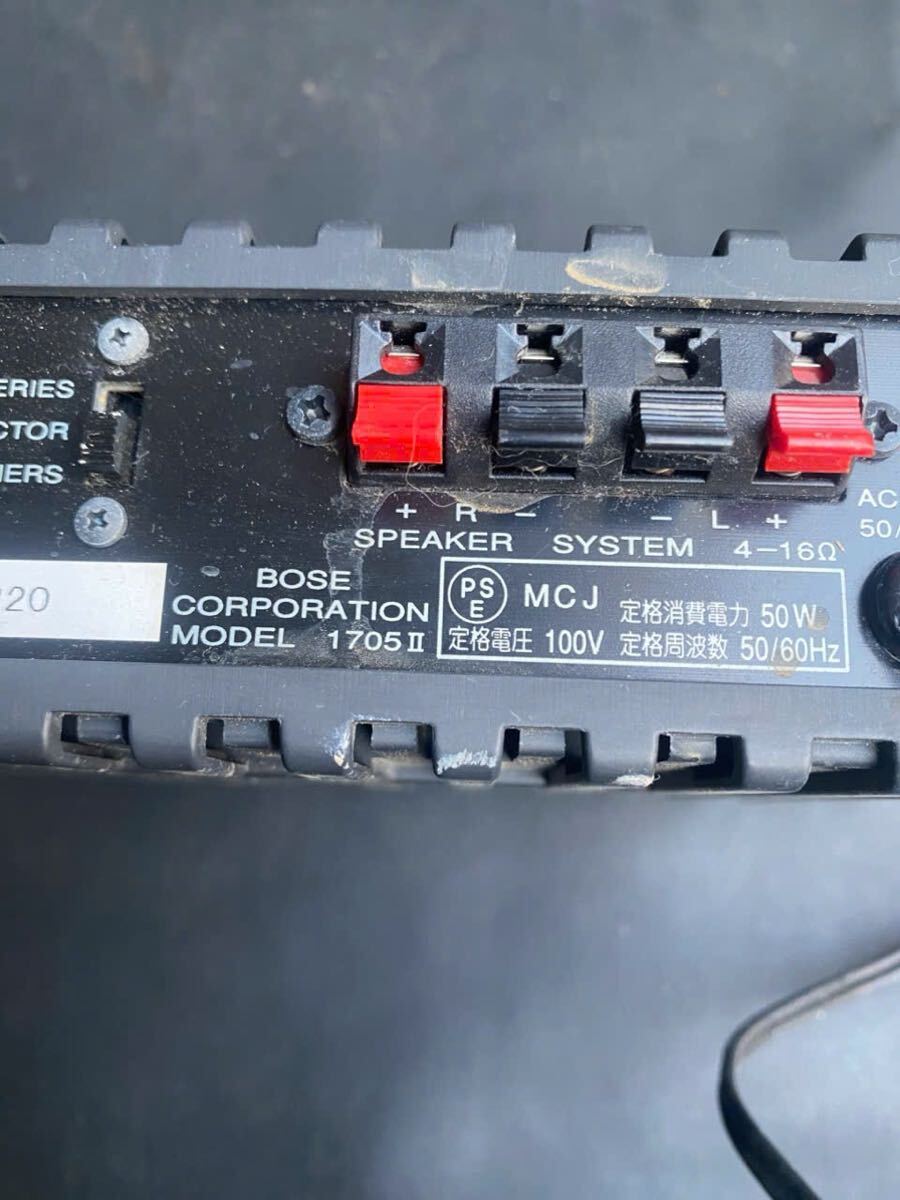 ERIES
CTOR
HERS
+ R - - L +
SPEAKER SYSTEM 4-16Ω
AC
50/
20
BOSE
CORPORATION
MODEL 1705Ⅱ
PS
E
MCJ
定格消費電力 50W
定格電圧 100V
定格周波数 50/60Hz